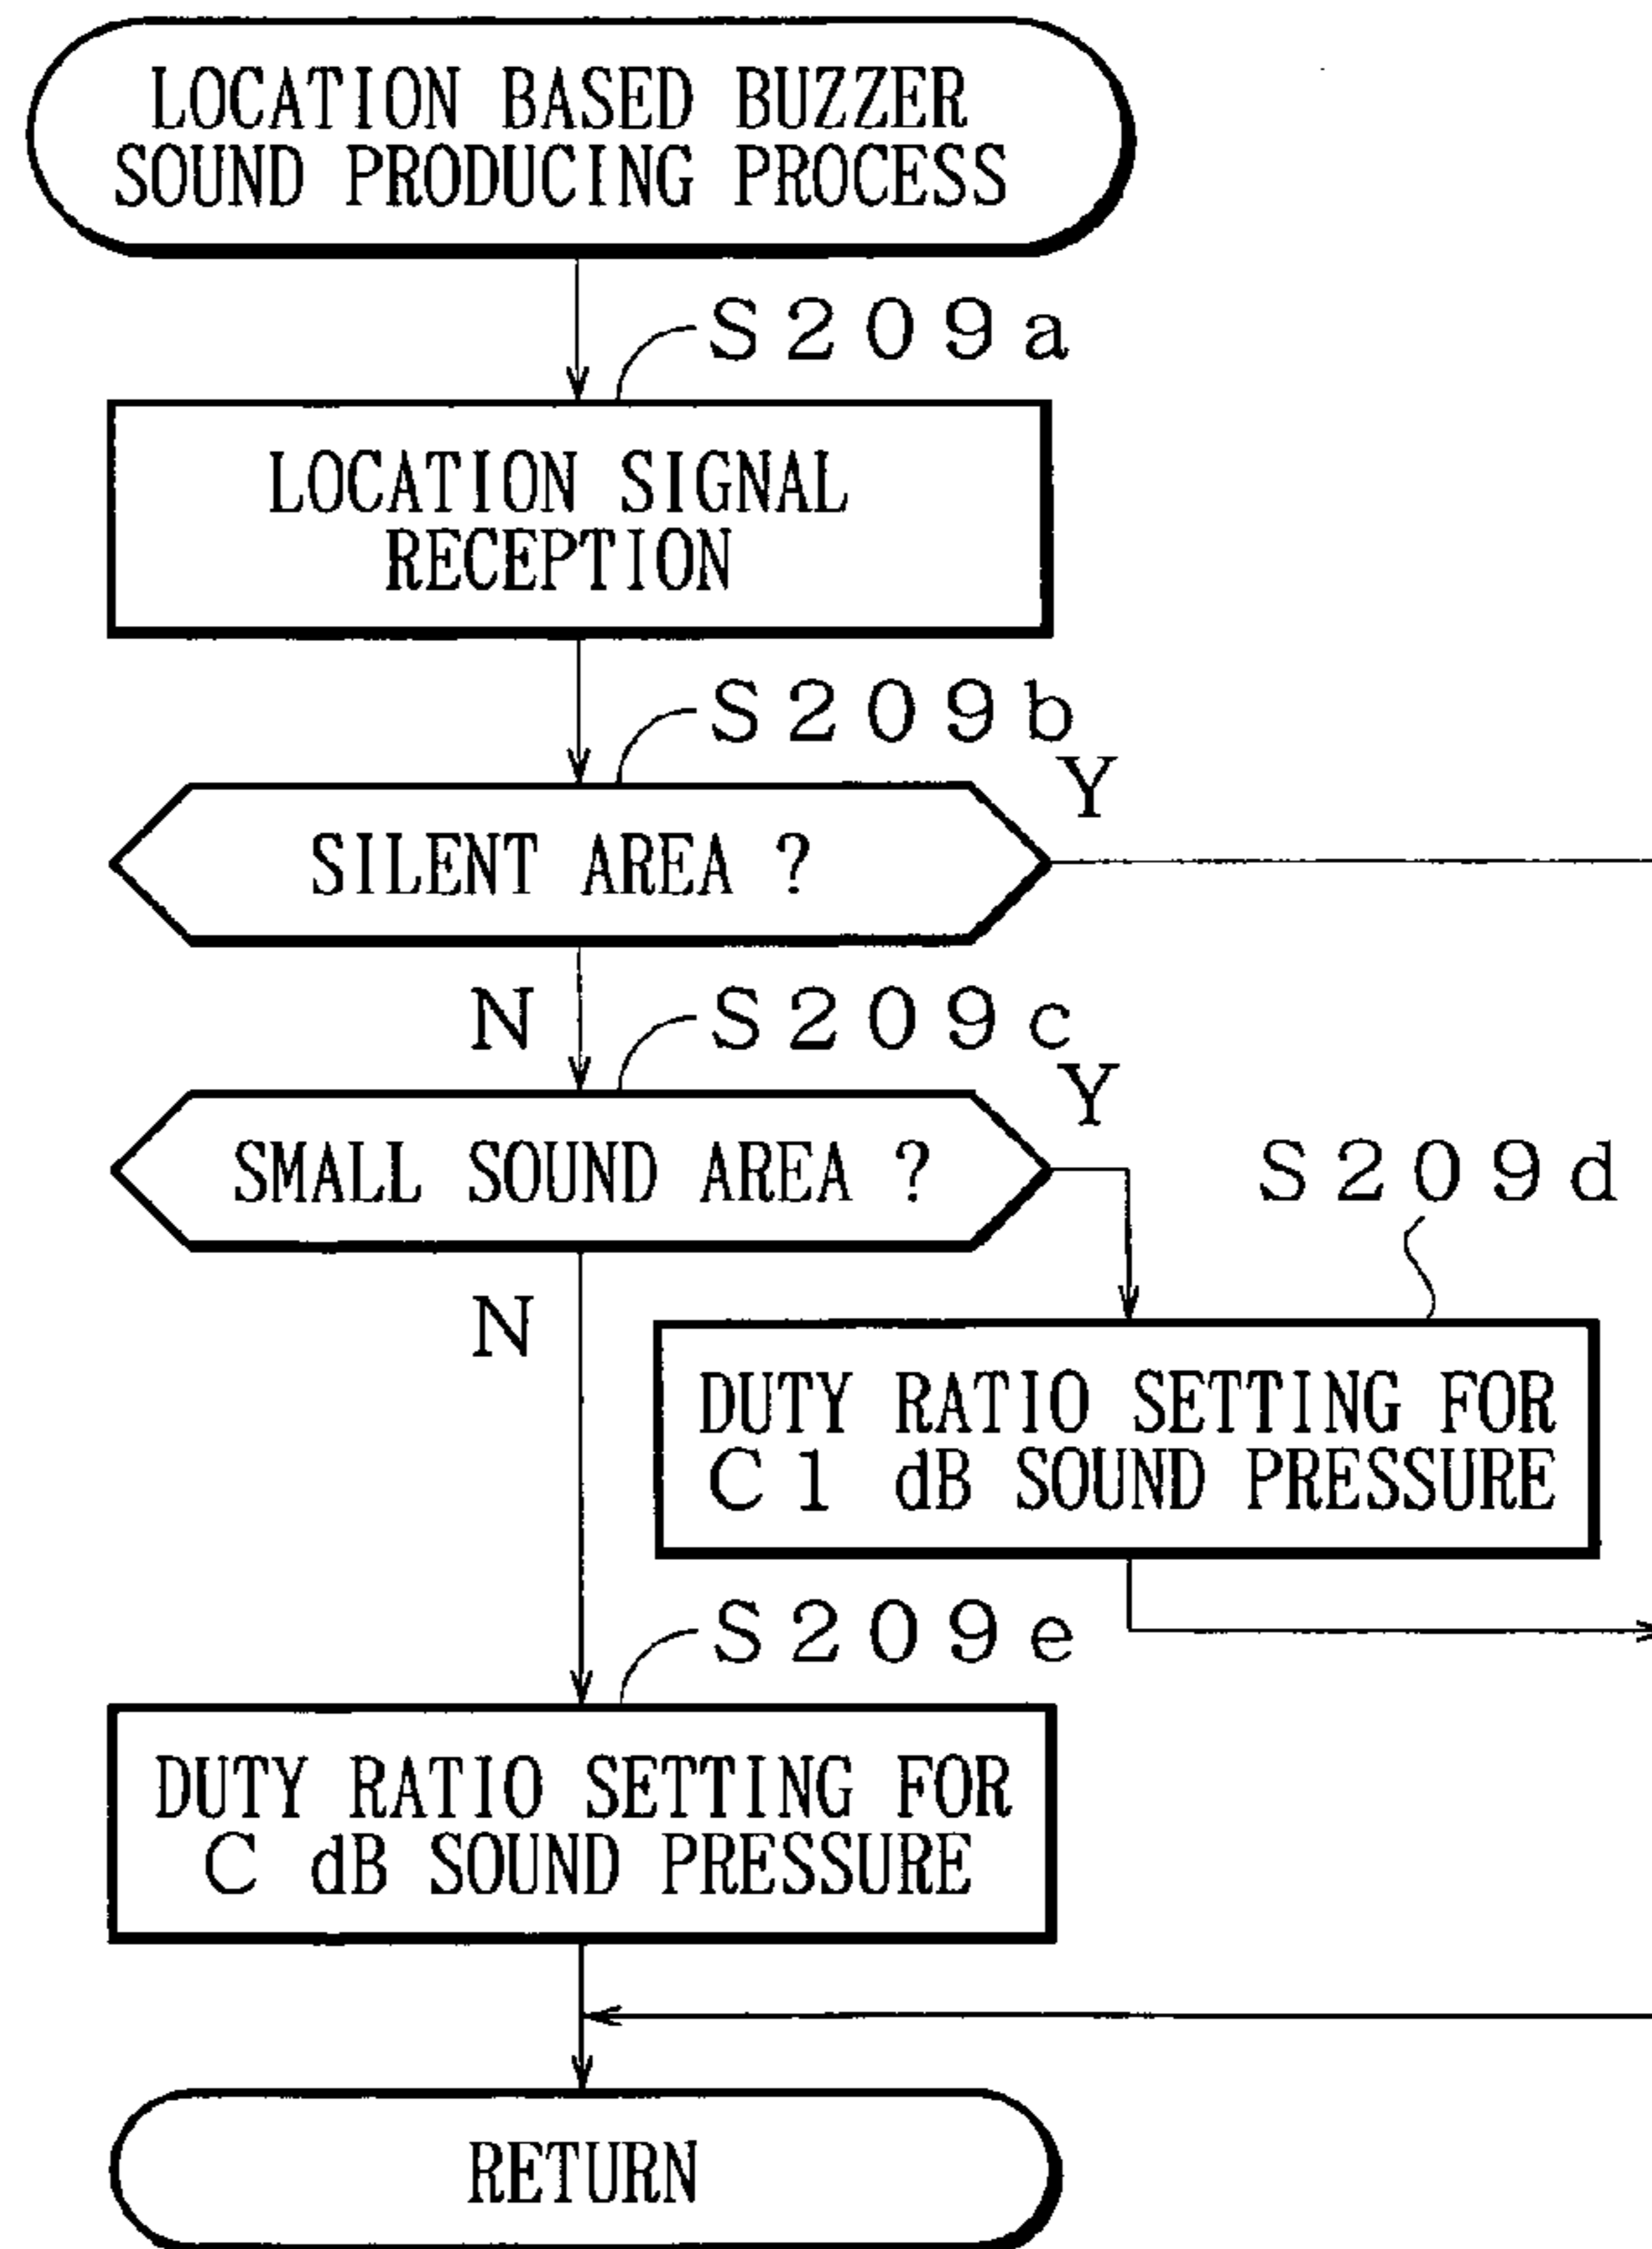 LOCATION BASED BUZZER
SOUND PRODUCING PROCESS
S209a
LOCATION SIGNAL
RECEPTION
S209b
Y
SILENT AREA ?
N
S209c
Y
SMALL SOUND AREA ?
S209d
N
DUTY RATIO SETTING FOR
C1 dB SOUND PRESSURE
S209e
DUTY RATIO SETTING FOR
C dB SOUND PRESSURE
RETURN